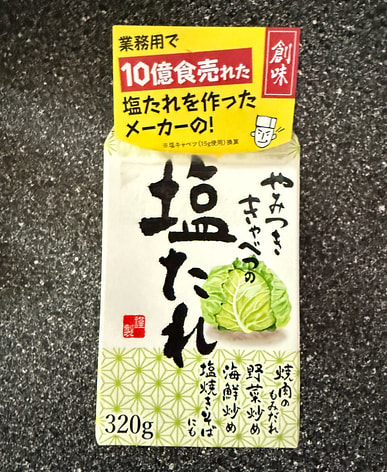 業務用で
10億食売れた
塩たれを作った
メーカーの!
※塩キャベツ(15g使用)換算
創味
やみつき
きゃべつの
塩たれ
謹製
焼肉の
もみだれ
野菜炒め
海鮮炒め
塩焼きそば
にも
320g